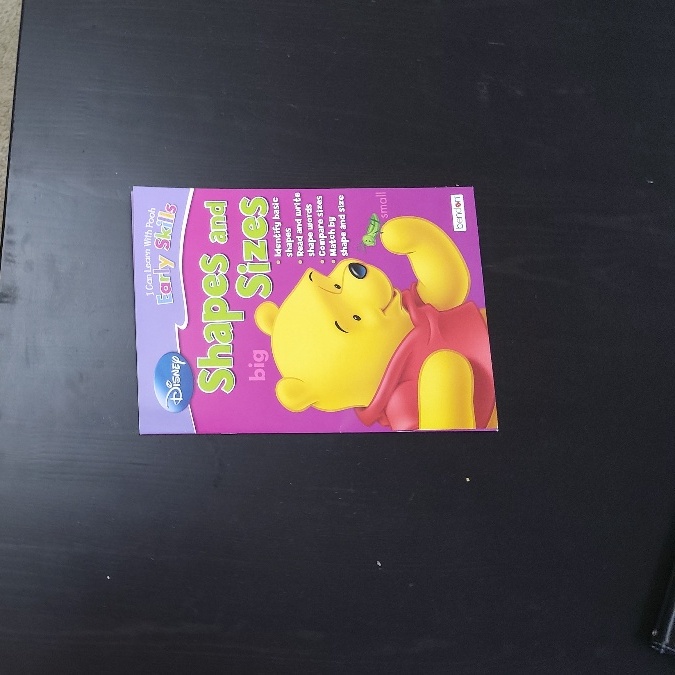 I Can Learn With Pooh
Early Skills
DISNEY
Shapes and
Sizes
• Identify basic
shapes
• Read and write
shape words
• Compare sizes
• Match by
shape and size
big
small
bendon